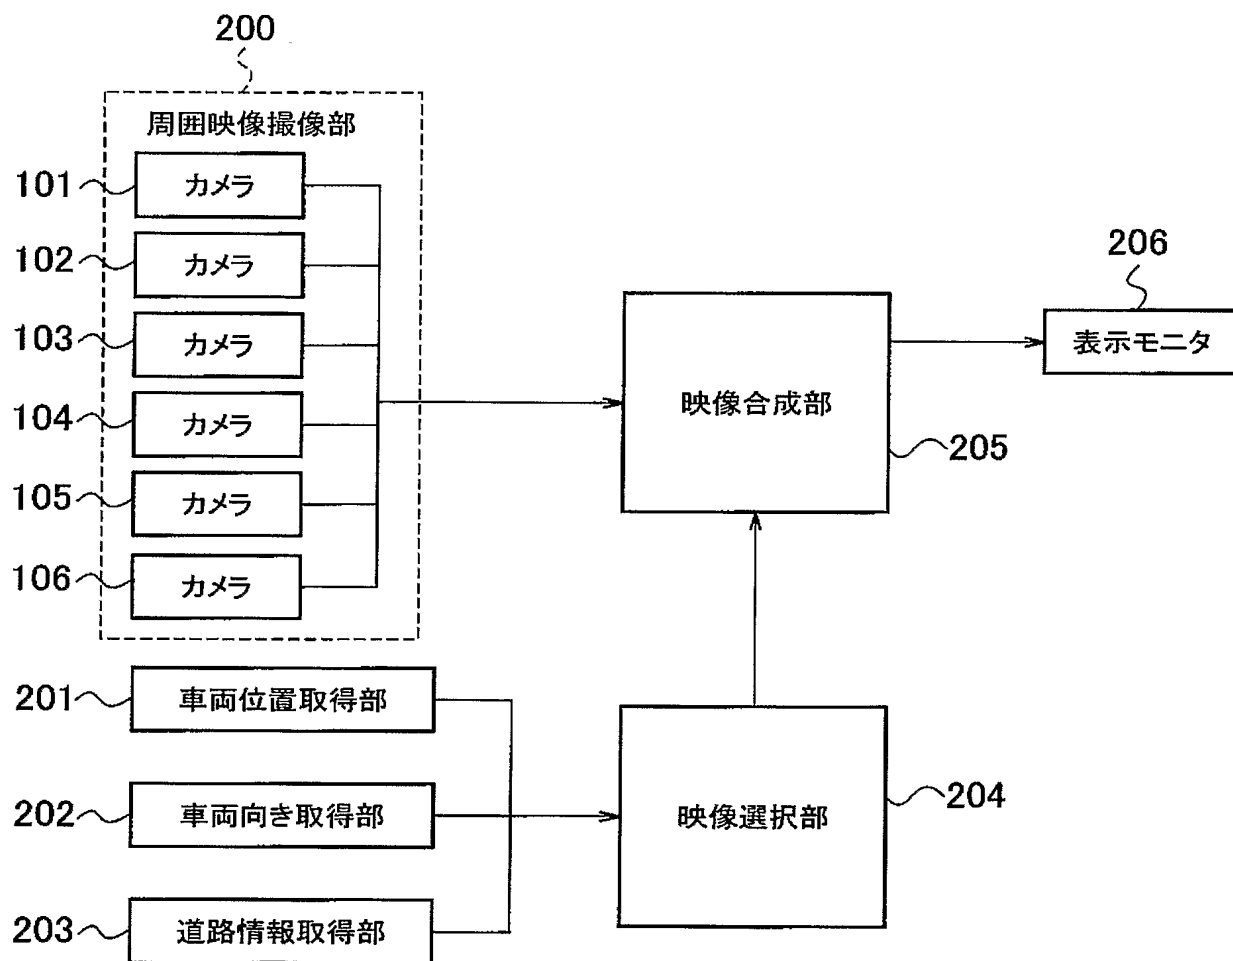 200
周囲映像撮像部
101
カメラ
102
カメラ
103
カメラ
104
カメラ
105
カメラ
106
カメラ
206
表示モニタ
映像合成部
205
201
車両位置取得部
202
車両向き取得部
203
道路情報取得部
映像選択部
204